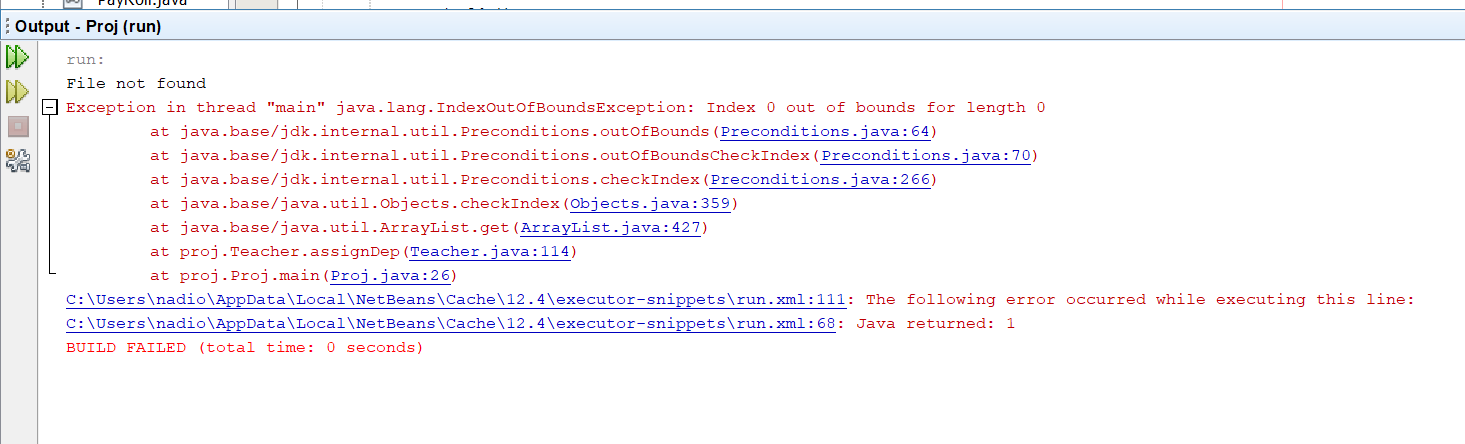 PayRoll.java
Output - Proj (run)
run:
File not found
Exception in thread "main" java.lang.IndexOutOfBoundsException: Index 0 out of bounds for length 0
at java.base/jdk.internal.util.Preconditions.outOfBounds(Preconditions.java:64)
at java.base/jdk.internal.util.Preconditions.outOfBoundsCheckIndex(Preconditions.java:70)
at java.base/jdk.internal.util.Preconditions.checkIndex(Preconditions.java:266)
at java.base/java.util.Objects.checkIndex(Objects.java:359)
at java.base/java.util.ArrayList.get(ArrayList.java:427)
at proj.Teacher.assignDep(Teacher.java:114)
at proj.Proj.main(Proj.java:26)
C:\Users\nadio\AppData\Local\NetBeans\Cache\12.4\executor-snippets\run.xml:111: The following error occurred while executing this line:
C:\Users\nadio\AppData\Local\NetBeans\Cache\12.4\executor-snippets\run.xml:68: Java returned: 1
BUILD FAILED (total time: 0 seconds)